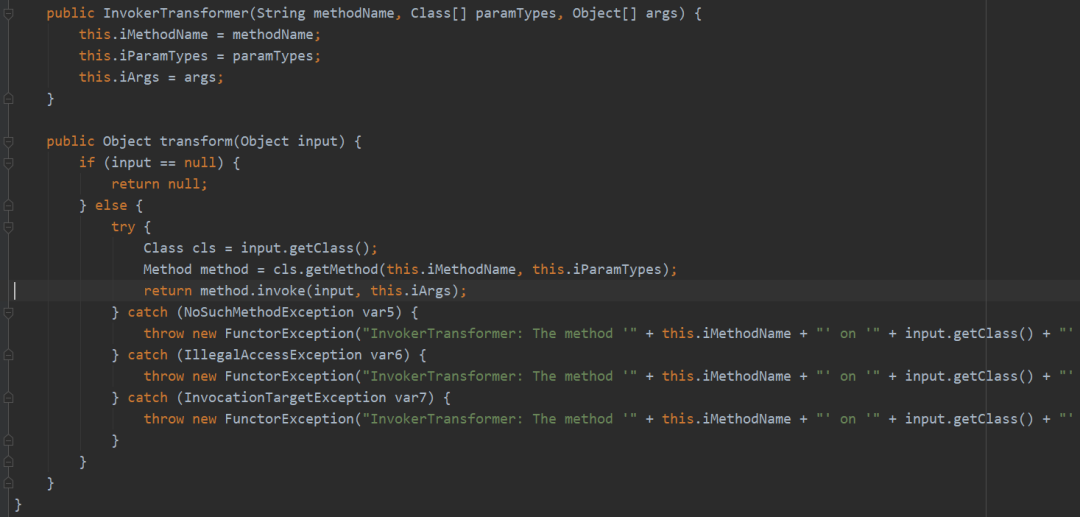 public InvokerTransformer(String methodName, Class[] paramTypes, Object[] args) {
this.iMethodName = methodName;
this.iParamTypes = paramTypes;
this.iArgs = args;
}
public Object transform(Object input) {
if (input == null) {
return null;
} else {
try {
Class cls = input.getClass();
Method method = cls.getMethod(this.iMethodName, this.iParamTypes);
return method.invoke(input, this.iArgs);
} catch (NoSuchMethodException var5) {
throw new FunctorException("InvokerTransformer: The method '" + this.iMethodName + "' on '" + input.getClass() + "'
} catch (IllegalAccessException var6) {
throw new FunctorException("InvokerTransformer: The method '" + this.iMethodName + "' on '" + input.getClass() + "'
} catch (InvocationTargetException var7) {
throw new FunctorException("InvokerTransformer: The method '" + this.iMethodName + "' on '" + input.getClass() + "'
}
}
}
}